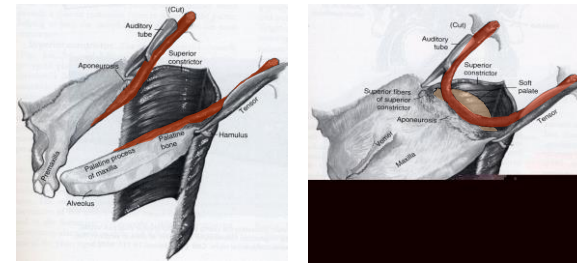 (Cut)
Auditory
tube
Aponeurosis
Superior
constrictor
Tensor
Hamulus
Palatine
bone
Palatine process
of maxilla
Premaxilla
Alveolus
(Cut)
Auditory
tube
Superior
constrictor
Soft
palate
Superior fibers
of superior
constrictor
Aponeurosis
Tensor
Vomer
Maxilla